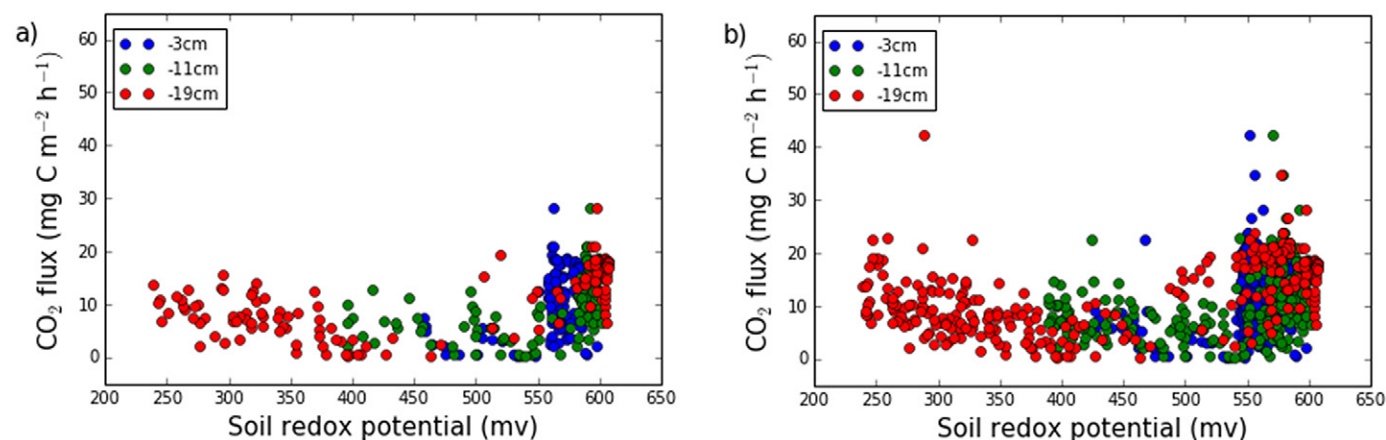 a)
60
50
40
30
20
10
0
CO₂ flux (mg C m⁻² h⁻¹)
-3cm
-11cm
-19cm
200 250 300 350 400 450 500 550 600 650
Soil redox potential (mv)
b)
60
50
40
30
20
10
0
CO₂ flux (mg C m⁻² h⁻¹)
-3cm
-11cm
-19cm
200 250 300 350 400 450 500 550 600 650
Soil redox potential (mv)